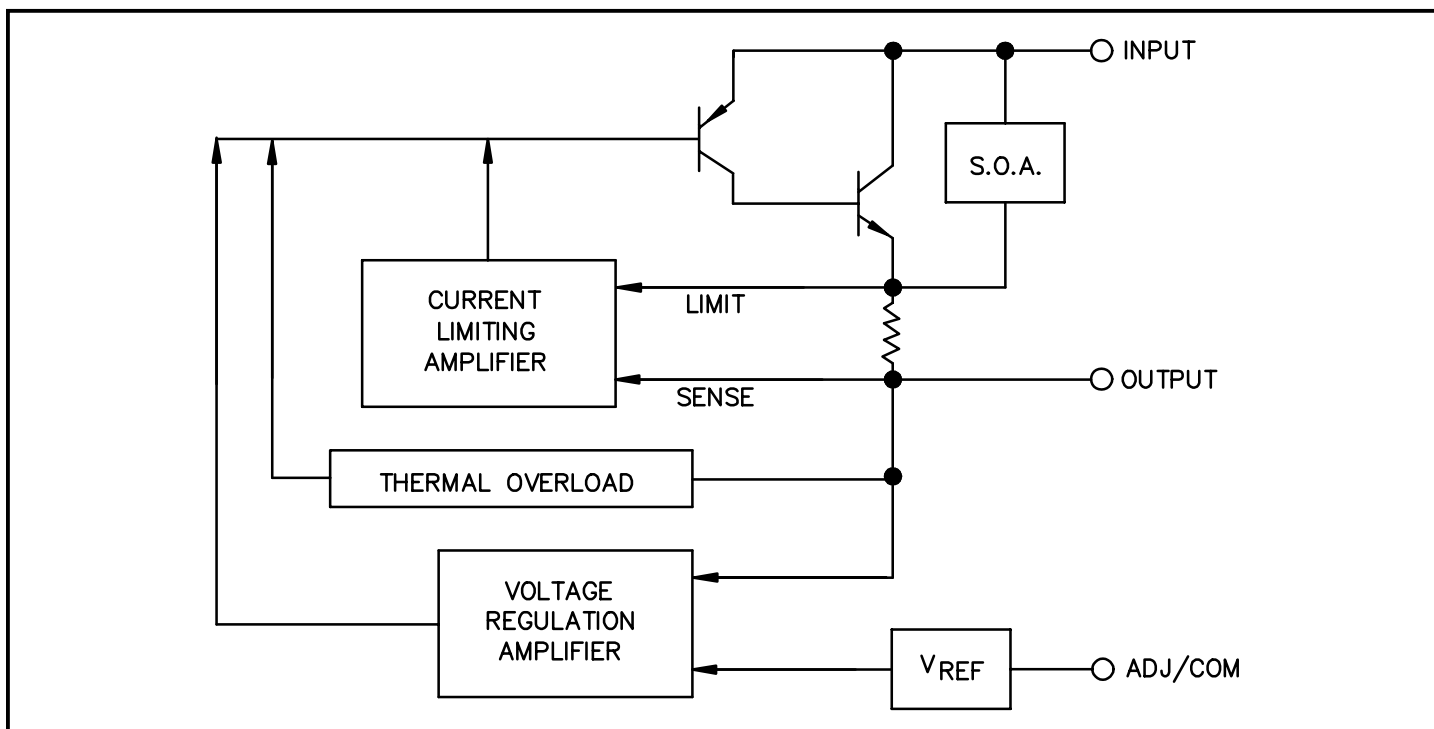 INPUT
S.O.A.
CURRENT
LIMITING
AMPLIFIER
LIMIT
SENSE
OUTPUT
THERMAL OVERLOAD
VOLTAGE
REGULATION
AMPLIFIER
VREF
ADJ/COM